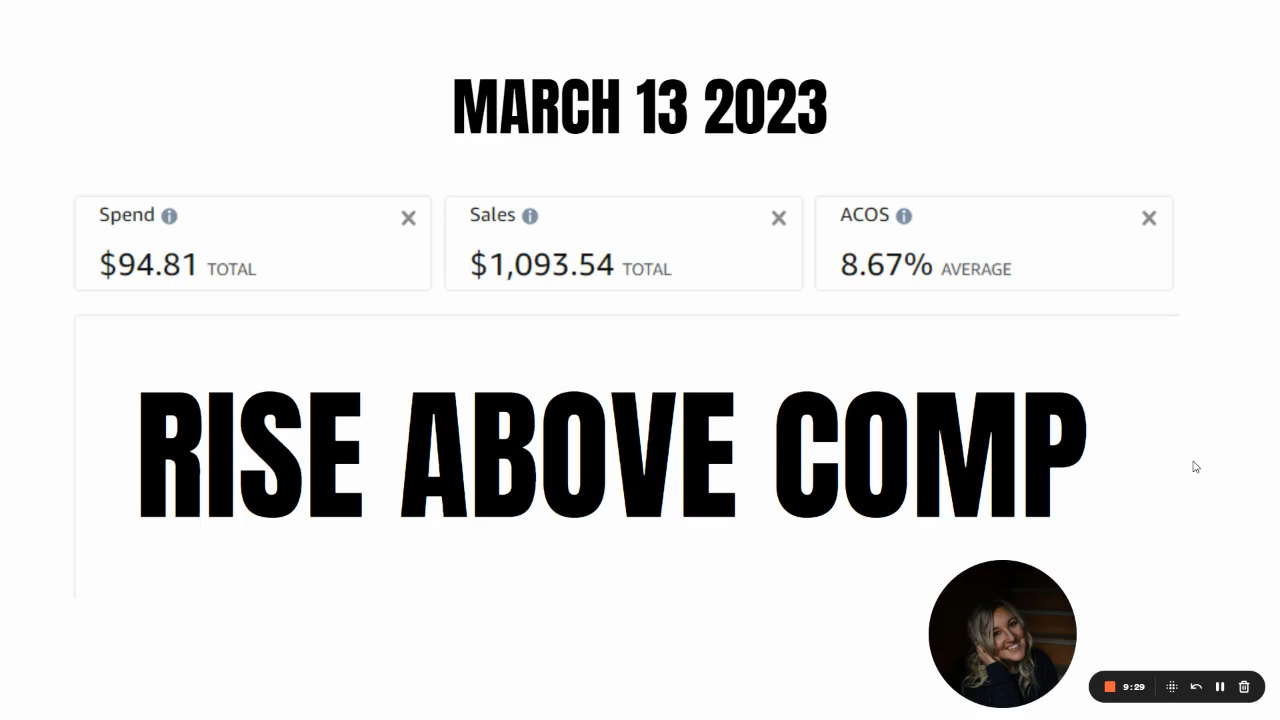 MARCH 13 2023
Spend Sales ACOS
$94.81 TOTAL $1,093.54 TOTAL 8.67% AVERAGE
RISE ABOVE COMP
9:29